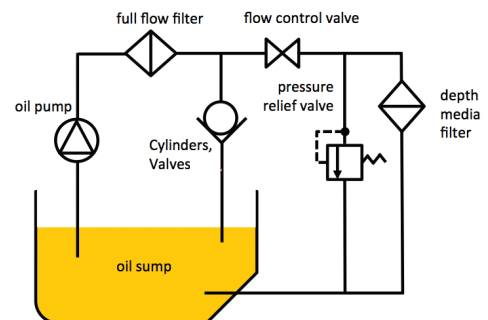 full flow filter
flow control valve
oil pump
pressure
relief valve
depth
media
filter
Cylinders,
Valves
oil sump